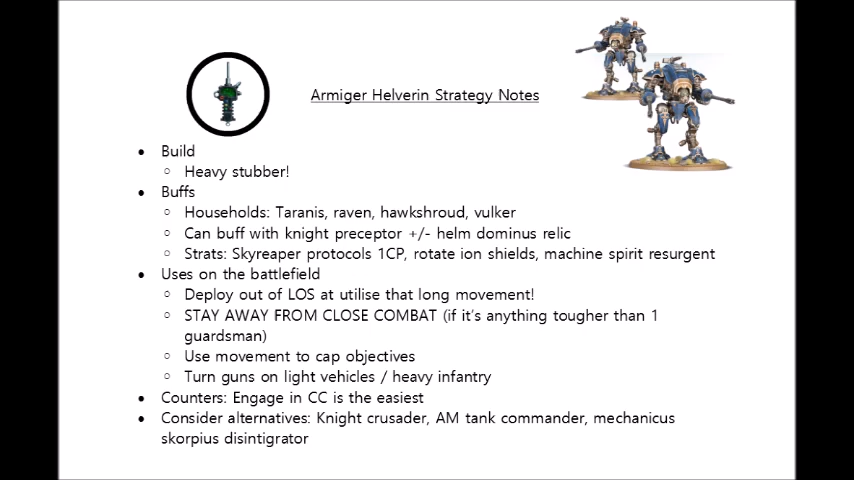 Armiger Helverin Strategy Notes
• Build
○ Heavy stubber!
• Buffs
○ Households: Taranis, raven, hawkshroud, vulker
○ Can buff with knight preceptor +/- helm dominus relic
○ Strats: Skyreaper protocols 1CP, rotate ion shields, machine spirit resurgent
• Uses on the battlefield
○ Deploy out of LOS at utilise that long movement!
○ STAY AWAY FROM CLOSE COMBAT (if it's anything tougher than 1
guardsman)
○ Use movement to cap objectives
○ Turn guns on light vehicles / heavy infantry
• Counters: Engage in CC is the easiest
• Consider alternatives: Knight crusader, AM tank commander, mechanicus
skorpius disintigrator